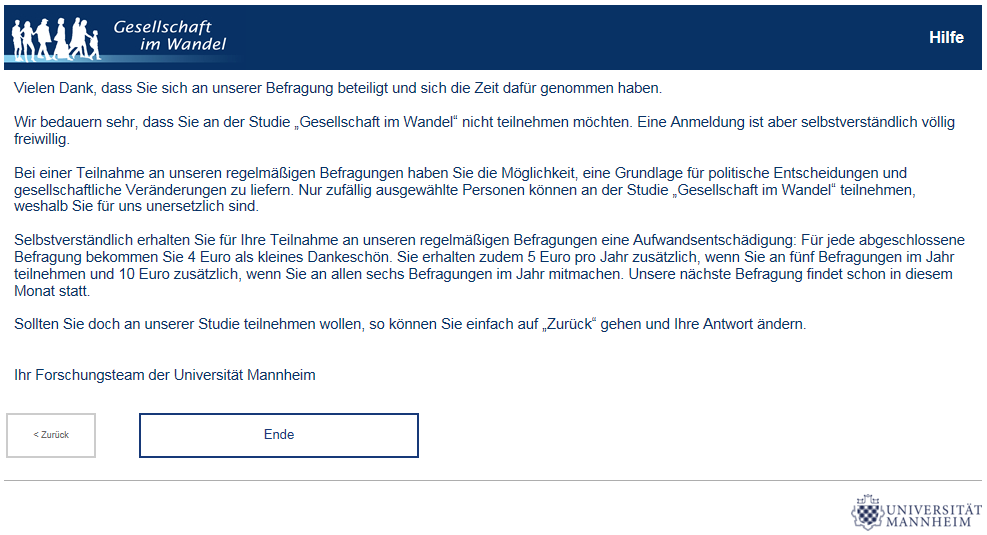 Gesellschaft
im Wandel
Hilfe
Vielen Dank, dass Sie sich an unserer Befragung beteiligt und sich die Zeit dafür genommen haben.
Wir bedauern sehr, dass Sie an der Studie „Gesellschaft im Wandel“ nicht teilnehmen möchten. Eine Anmeldung ist aber selbstverständlich völlig
freiwillig.
Bei einer Teilnahme an unseren regelmäßigen Befragungen haben Sie die Möglichkeit, eine Grundlage für politische Entscheidungen und
gesellschaftliche Veränderungen zu liefern. Nur zufällig ausgewählte Personen können an der Studie „Gesellschaft im Wandel“ teilnehmen,
weshalb Sie für uns unersetzlich sind.
Selbstverständlich erhalten Sie für Ihre Teilnahme an unseren regelmäßigen Befragungen eine Aufwandsentschädigung: Für jede abgeschlossene
Befragung bekommen Sie 4 Euro als kleines Dankeschön. Sie erhalten zudem 5 Euro pro Jahr zusätzlich, wenn Sie an fünf Befragungen im Jahr
teilnehmen und 10 Euro zusätzlich, wenn Sie an allen sechs Befragungen im Jahr mitmachen. Unsere nächste Befragung findet schon in diesem
Monat statt.
Sollten Sie doch an unserer Studie teilnehmen wollen, so können Sie einfach auf „Zurück“ gehen und Ihre Antwort ändern.
Ihr Forschungsteam der Universität Mannheim
< Zurück
Ende
UNIVERSITÄT
MANNHEIM